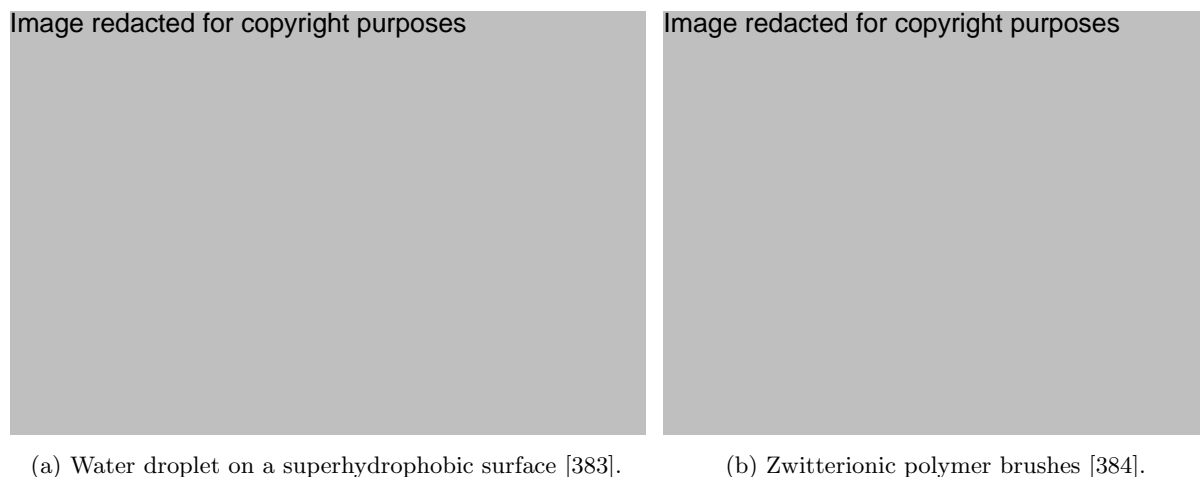 Image redacted for copyright purposes
Image redacted for copyright purposes
(a) Water droplet on a superhydrophobic surface [383].
(b) Zwitterionic polymer brushes [384].